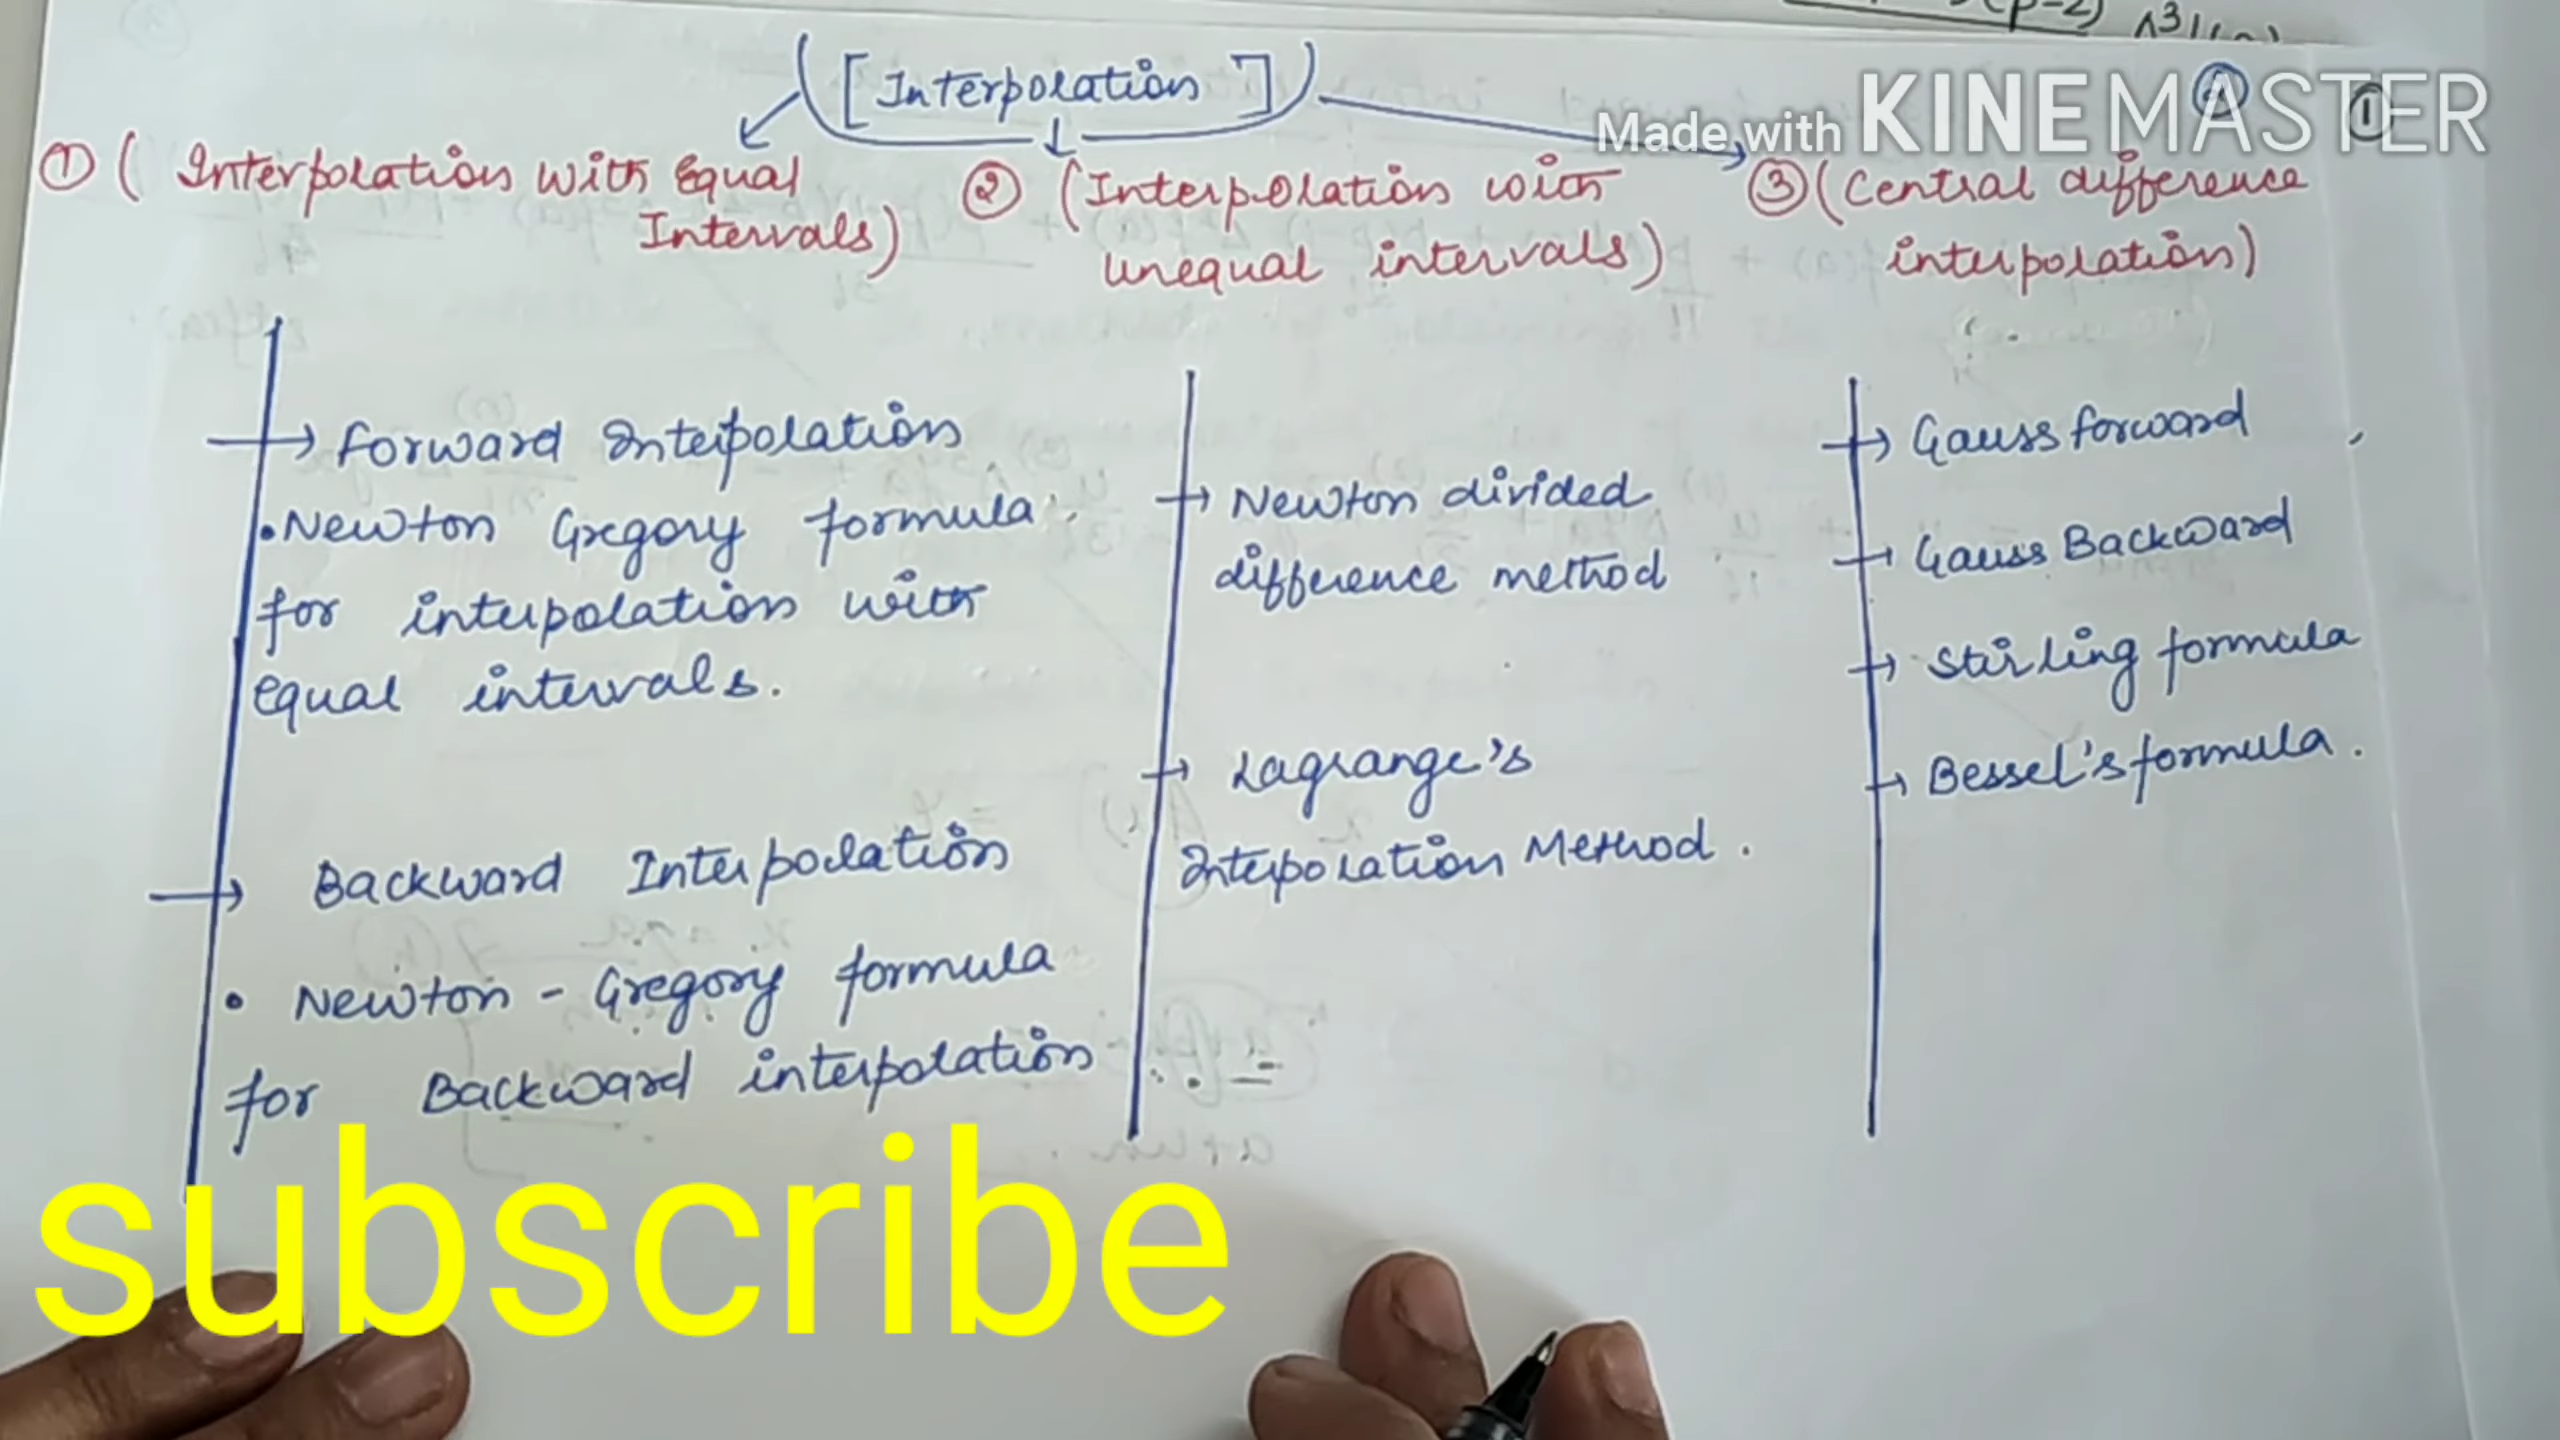 [Interpolation]
① (Interpolation with Equal
Intervals)
② (Interpolation with
unequal intervals)
③ (Central difference
interpolation)
→ Forward Interpolation
• Newton Gregory formula
for interpolation with
equal intervals.
→ Backward Interpolation
• Newton - Gregory formula
for Backward interpolation
→ Newton divided
difference method
→ Lagrange's
Interpolation Method.
→ Gauss forward
→ Gauss Backward
→ Stirling formula
→ Bessel's formula.
Made with KINEMASTER
①
subscribe